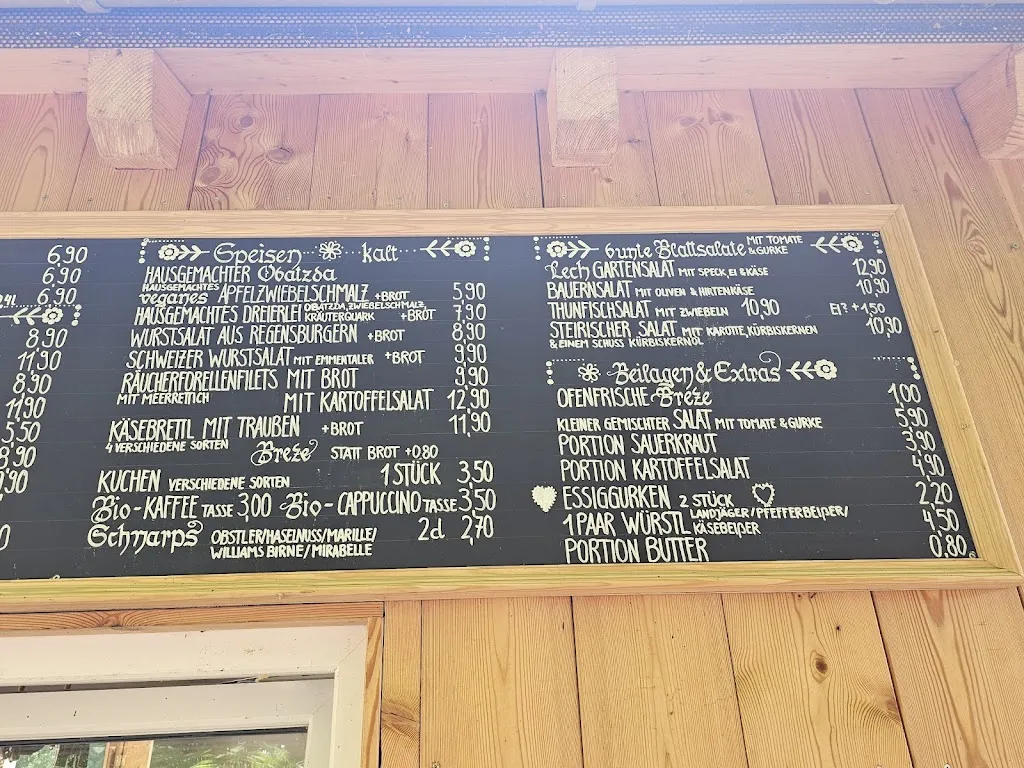 6,90
6,90
24l 6,90
8,90
11,90
8,90
11,90
5,50
8,90
9,90
0
Speisen kalt
HAUSGEMACHTER Obatzda
HAUSGEMACHTES veganes APFELZWIEBELSCHMALZ +BROT 5,90
HAUSGEMACHTES DREIERLEI OBATZDA, ZWIEBELSCHMALZ, KRÄUTERQUARK +BROT 7,90
WURSTSALAT AUS REGENSBURGERN +BROT 8,90
SCHWEIZER WURSTSALAT MIT EMMENTALER +BROT 9,90
RÄUCHERFORELLENFILETS MIT BROT 9,90
MIT MEERRETTICH MIT KARTOFFELSALAT 12,90
KÄSEBRETTL MIT TRAUBEN +BROT 11,90
4 VERSCHIEDENE SORTEN
Breze STATT BROT +0,80
KUCHEN VERSCHIEDENE SORTEN 1 STÜCK 3,50
Bio-KAFFEE TASSE 3,00 Bio-CAPPUCCINO TASSE 3,50
Schnaps OBSTLER/HASELNUSS/MARILLE/ 2cl 2,70
WILLIAMS BIRNE/MIRABELLE
bunte Blattsalate MIT TOMATE & GURKE
Lech GARTENSALAT MIT SPECK, EI & KÄSE 12,90
BAUERNSALAT MIT OLIVEN & HIRTENKÄSE 10,90
THUNFISCHSALAT MIT ZWIEBELN 10,90 EI? +1,50
STEIRISCHER SALAT MIT KAROTTE, KÜRBISKERNEN 10,90
& EINEM SCHUSS KÜRBISKERNÖL
Beilagen & Extras
OFENFRISCHE Breze 1,00
KLEINER GEMISCHTER SALAT MIT TOMATE & GURKE 5,90
PORTION SAUERKRAUT 3,90
PORTION KARTOFFELSALAT 4,90
ESSIGGURKEN 2 STÜCK 2,20
1 PAAR WÜRSTL LANDJÄGER/PFEFFERBEIßER/ KÄSEBEIßER 4,50
PORTION BUTTER 0,80